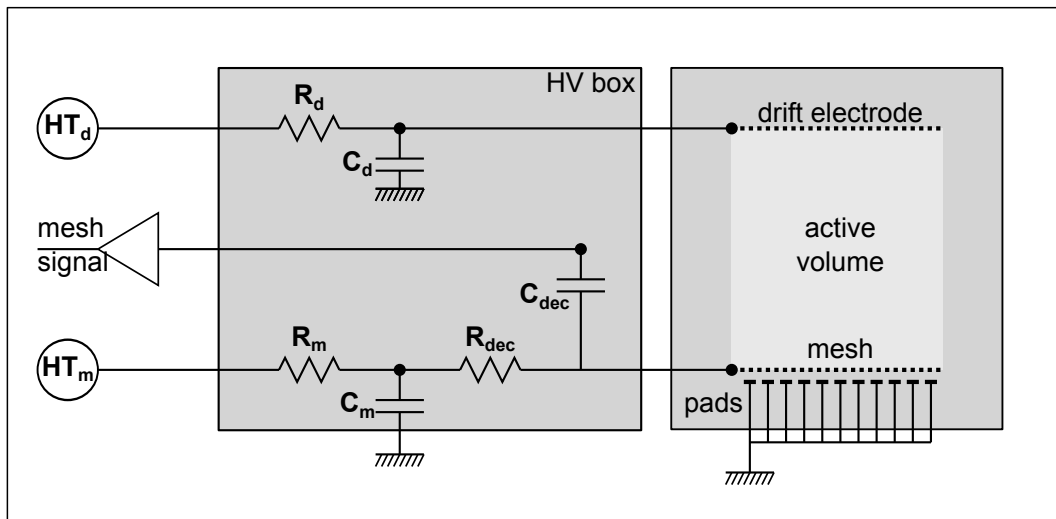 HV box
R_d
HT_d
drift electrode
C_d
mesh
signal
active
volume
C_dec
R_m
R_dec
mesh
HT_m
C_m
pads